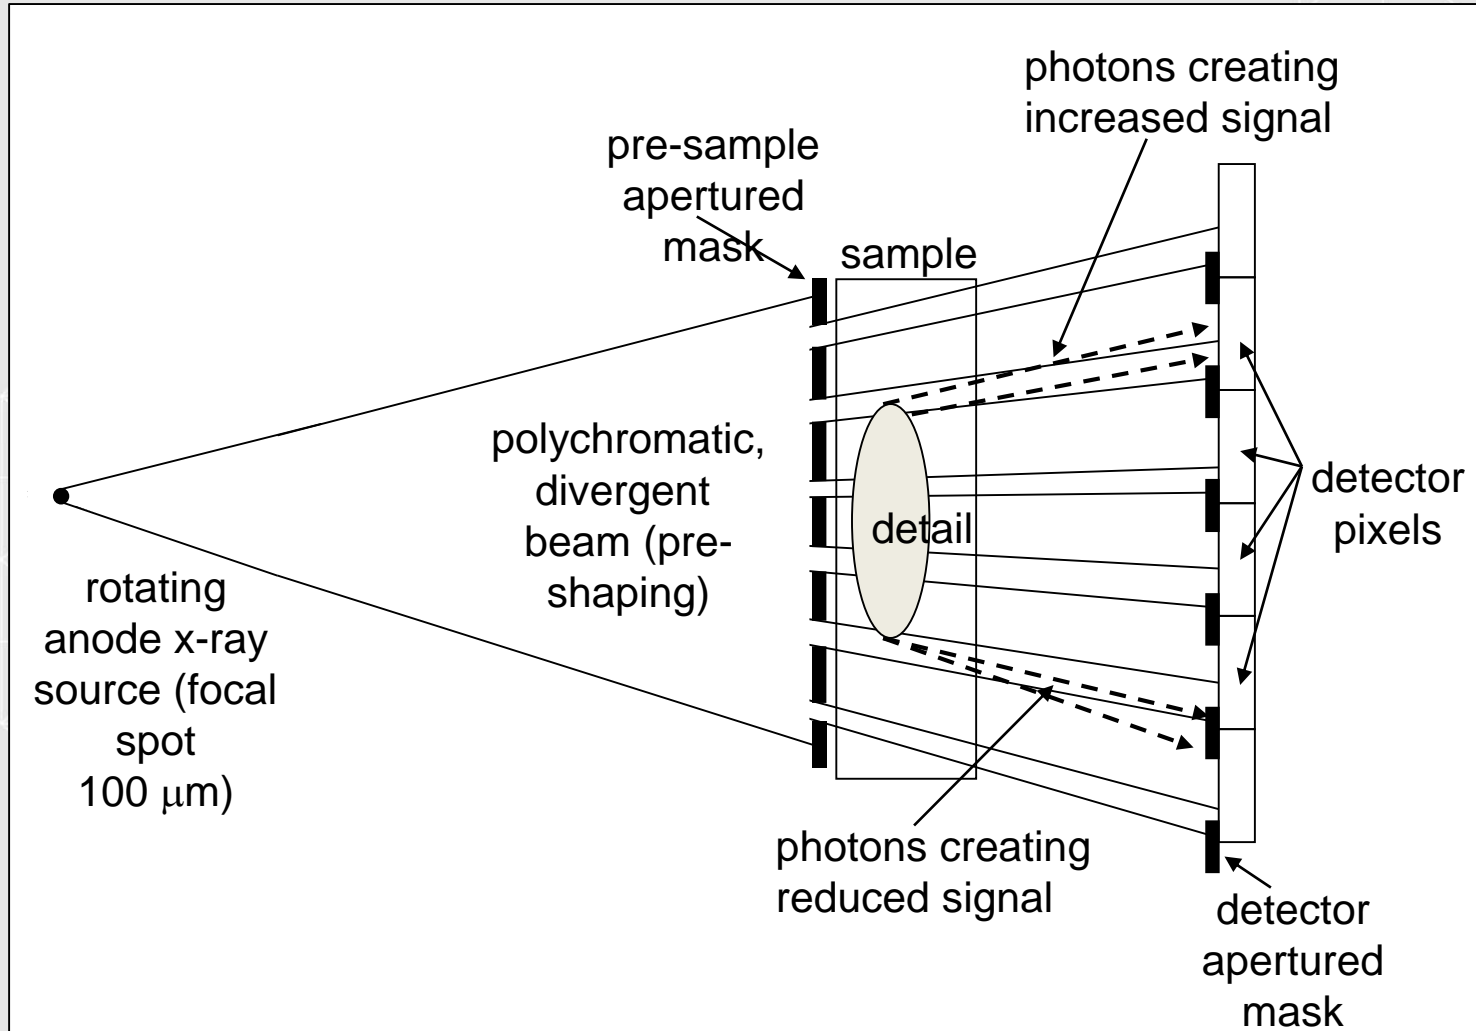 photons creating
increased signal
pre-sample
apertured
mask
sample
polychromatic,
divergent
beam (pre-
shaping)
detail
detector
pixels
rotating
anode x-ray
source (focal
spot
100 μm)
photons creating
reduced signal
detector
apertured
mask